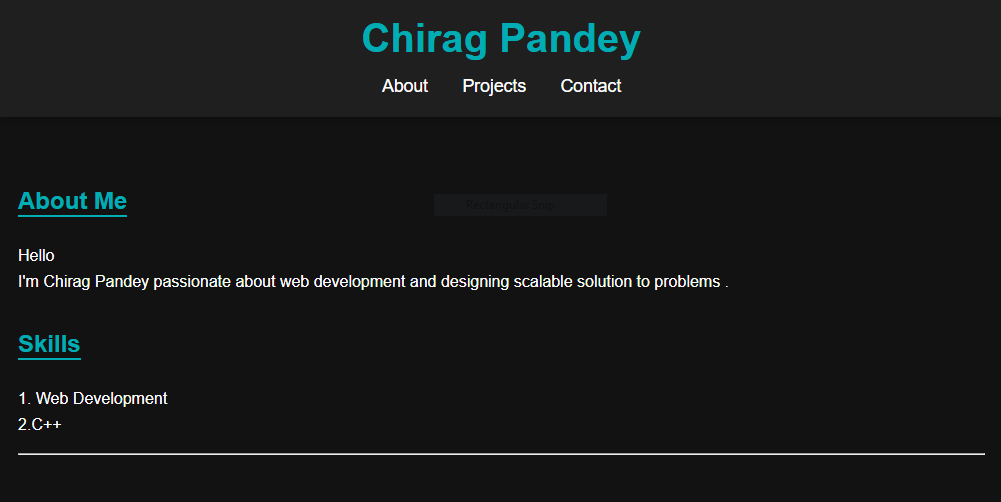 Chirag Pandey
About Projects Contact
About Me
Rectangular Snip
Hello
I'm Chirag Pandey passionate about web development and designing scalable solution to problems .
Skills
1. Web Development
2.C++